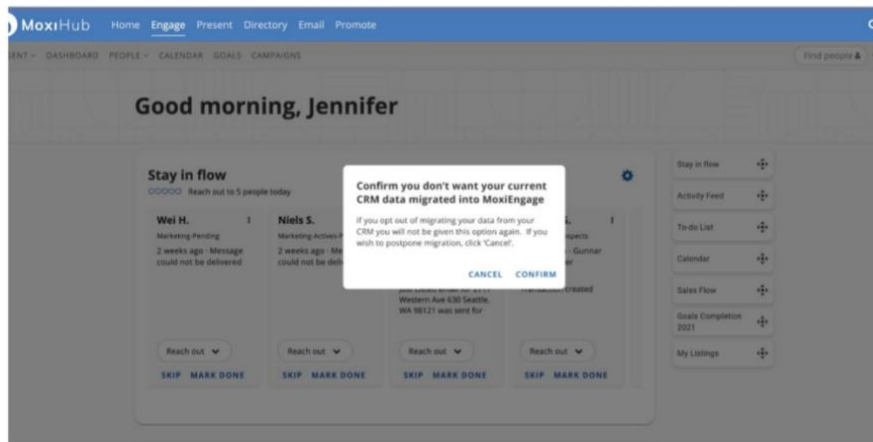 MoxiHub Home Engage Present Directory Email Promote
DASHBOARD PEOPLE CALENDAR GOALS CAMPAIGNS
Find people
Good morning, Jennifer
Stay in flow
Reach out to 5 people today
Wei H.
Marketing-Pending
2 weeks ago · Message
could not be delivered
Reach out
SKIP MARK DONE
Niels S.
2 weeks ago
could not be
Reach out
SKIP MARK DONE
Western Ave 630 Seattle,
WA 98121 was sent for
Reach out
SKIP MARK DONE
Gunnar
created
Reach out
SKIP MARK DONE
Confirm you don't want your current
CRM data migrated into MoxiEngage
If you opt out of migrating your data from your
CRM you will not be given this option again. If you
wish to postpone migration, click 'Cancel'.
CANCEL CONFIRM
Stay in flow
Activity Feed
To-do List
Calendar
Sales Flow
Goals Completion
2021
My Listings